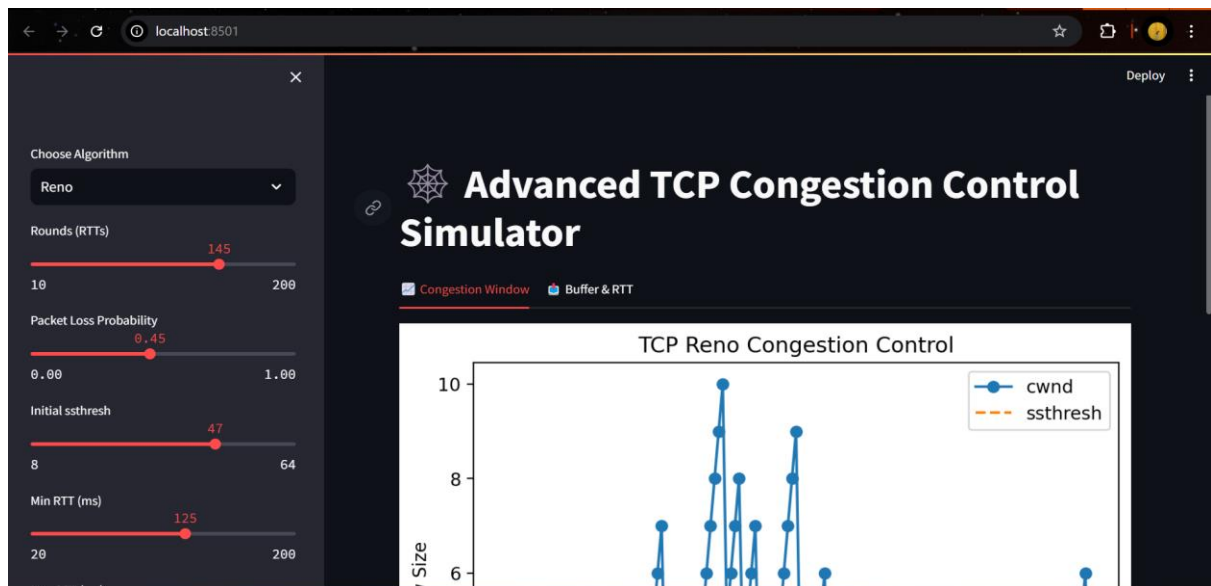 localhost:8501
Deploy
Choose Algorithm
Reno
Rounds (RTTs)
145
10 200
Packet Loss Probability
0.45
0.00 1.00
Initial ssthresh
47
8 64
Min RTT (ms)
125
20 200
Advanced TCP Congestion Control
Simulator
Congestion Window Buffer & RTT
TCP Reno Congestion Control
cwnd
ssthresh
10
8
6
Size